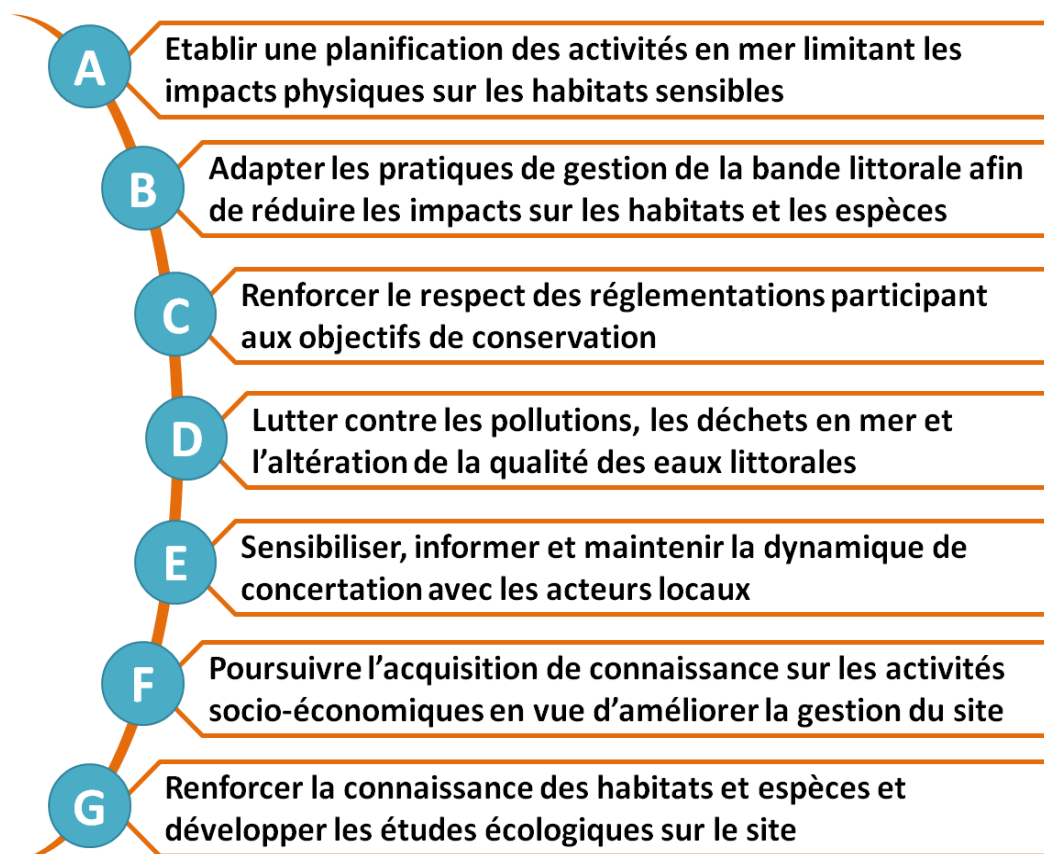 A
Etablir une planification des activités en mer limitant les
impacts physiques sur les habitats sensibles
B
Adapter les pratiques de gestion de la bande littorale afin
de réduire les impacts sur les habitats et les espèces
C
Renforcer le respect des réglementations participant
aux objectifs de conservation
D
Lutter contre les pollutions, les déchets en mer et
l’altération de la qualité des eaux littorales
E
Sensibiliser, informer et maintenir la dynamique de
concertation avec les acteurs locaux
F
Poursuivre l’acquisition de connaissance sur les activités
socio-économiques en vue d’améliorer la gestion du site
G
Renforcer la connaissance des habitats et espèces et
développer les études écologiques sur le site